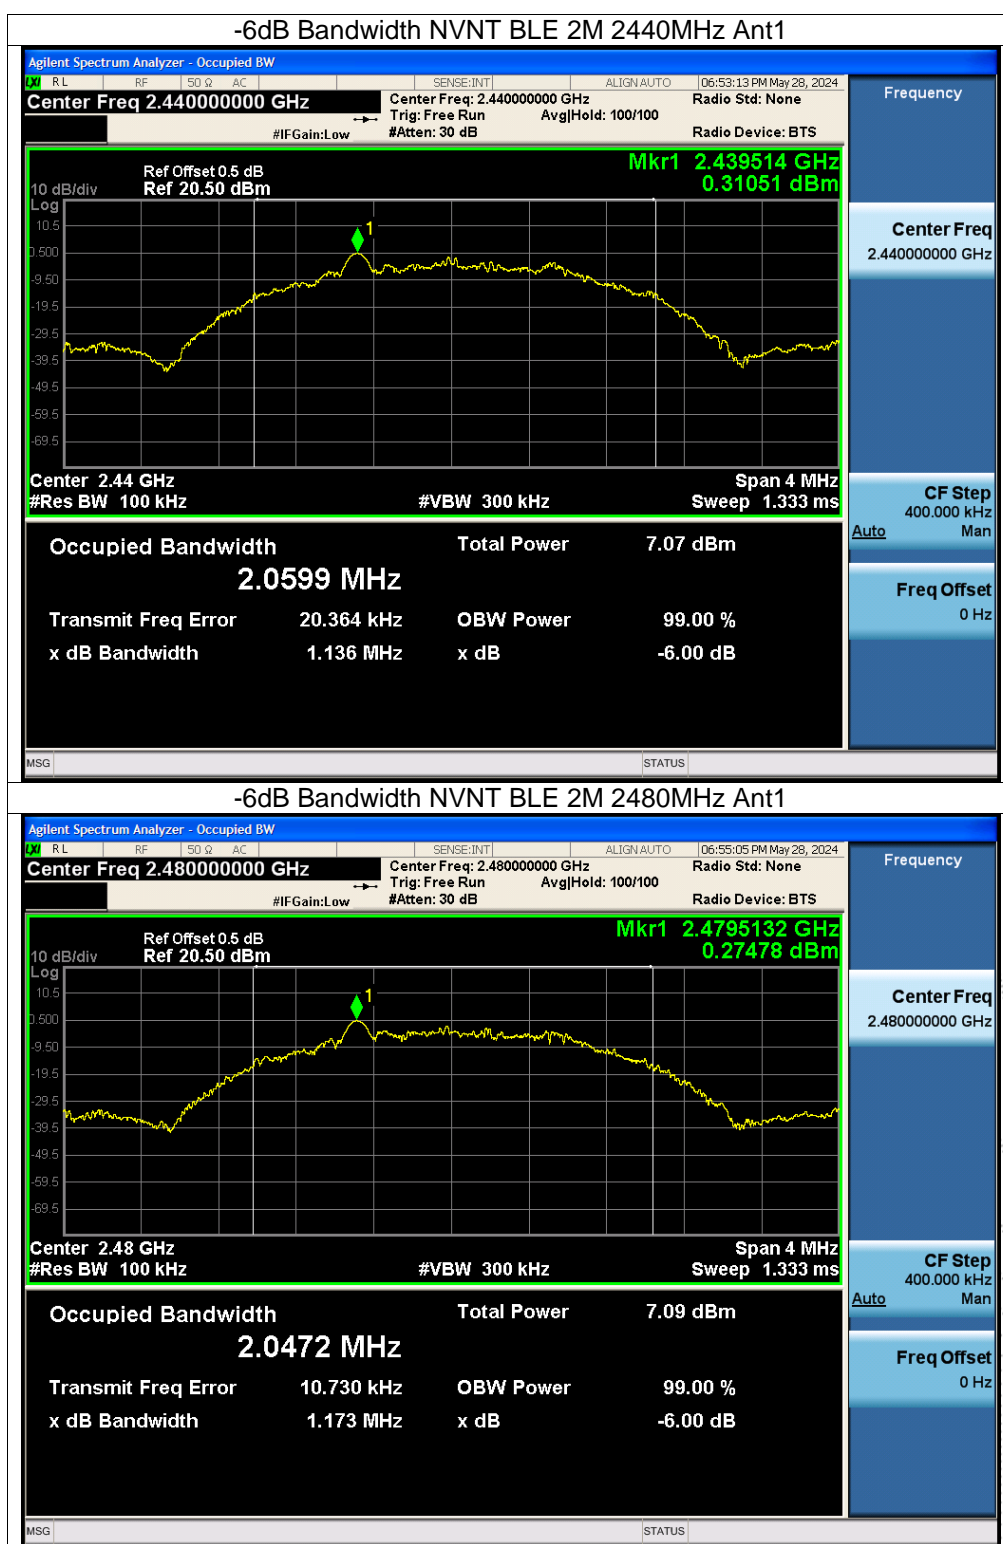 -6dB Bandwidth NVNT BLE 2M 2440MHz Ant1
Agilent Spectrum Analyzer - Occupied BW
LXI RL RF 50 Ω AC SENSE:INT ALIGN AUTO 06:53:13 PM May 28, 2024
Center Freq 2.440000000 GHz
Center Freq: 2.440000000 GHz
Radio Std: None
Trig: Free Run Avg|Hold: 100/100
#IFGain:Low #Atten: 30 dB Radio Device: BTS
Frequency
Mkr1 2.439514 GHz
0.31051 dBm
Ref Offset 0.5 dB
10 dB/div Ref 20.50 dBm
Log
10.5
0.500
-9.50
-19.5
-29.5
-39.5
-49.5
-59.5
-69.5
1
Center 2.44 GHz Span 4 MHz
#Res BW 100 kHz #VBW 300 kHz Sweep 1.333 ms
Center Freq
2.440000000 GHz
CF Step
400.000 kHz
Auto Man
Freq Offset
0 Hz
Occupied Bandwidth Total Power 7.07 dBm
2.0599 MHz
Transmit Freq Error 20.364 kHz OBW Power 99.00 %
x dB Bandwidth 1.136 MHz x dB -6.00 dB
MSG STATUS
-6dB Bandwidth NVNT BLE 2M 2480MHz Ant1
Agilent Spectrum Analyzer - Occupied BW
LXI RL RF 50 Ω AC SENSE:INT ALIGN AUTO 06:55:05 PM May 28, 2024
Center Freq 2.480000000 GHz
Center Freq: 2.480000000 GHz
Radio Std: None
Trig: Free Run Avg|Hold: 100/100
#IFGain:Low #Atten: 30 dB Radio Device: BTS
Frequency
Mkr1 2.4795132 GHz
0.27478 dBm
Ref Offset 0.5 dB
10 dB/div Ref 20.50 dBm
Log
10.5
0.500
-9.50
-19.5
-29.5
-39.5
-49.5
-59.5
-69.5
1
Center 2.48 GHz Span 4 MHz
#Res BW 100 kHz #VBW 300 kHz Sweep 1.333 ms
Center Freq
2.480000000 GHz
CF Step
400.000 kHz
Auto Man
Freq Offset
0 Hz
Occupied Bandwidth Total Power 7.09 dBm
2.0472 MHz
Transmit Freq Error 10.730 kHz OBW Power 99.00 %
x dB Bandwidth 1.173 MHz x dB -6.00 dB
MSG STATUS